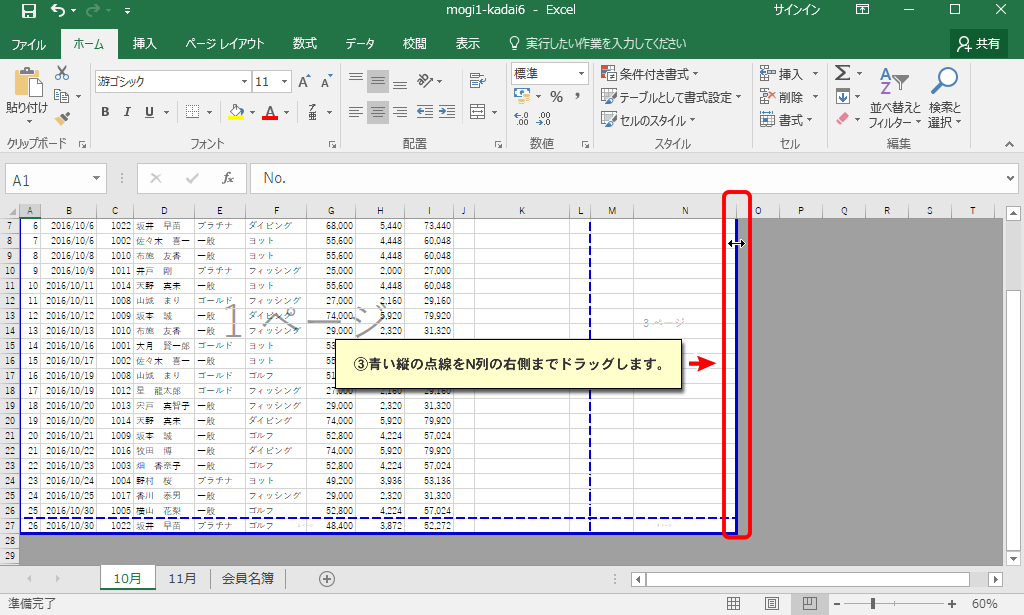 mogi1-kadai6 - Excel
サインイン
ファイル ホーム 挿入 ページ レイアウト 数式 データ 校閲 表示 実行したい作業を入力してください 共有
貼り付け
游ゴシック 11
標準
条件付き書式
テーブルとして書式設定
セルのスタイル
挿入
削除
書式
並べ替えと
フィルター
検索と
選択
クリップボード フォント 配置 数値 スタイル セル 編集
A1 No.
A B C D E F G H I J K L M N O P Q R S T
7 6 2016/10/6 1022 坂井 早苗 プラチナ ダイビング 68,000 5,440 73,440
8 7 2016/10/6 1002 佐々木 喜一 一般 ヨット 55,600 4,448 60,048
9 8 2016/10/8 1010 布施 友香 一般 ヨット 55,600 4,448 60,048
10 9 2016/10/9 1011 井戸 剛 プラチナ フィッシング 25,000 2,000 27,000
11 10 2016/10/11 1014 天野 真未 一般 ヨット 55,600 4,448 60,048
12 11 2016/10/11 1008 山城 まり ゴールド フィッシング 27,000 2,160 29,160
13 12 2016/10/12 1009 坂本 誠 一般 ダイビング 74,000 5,920 79,920
14 13 2016/10/13 1010 布施 友香 一般 フィッシング 29,000 2,320 31,320
1 ページ
3 ページ
15 14 2016/10/16 1001 大月 賢一郎 ゴールド ヨット
16 15 2016/10/17 1002 佐々木 喜一 一般 ヨット
17 16 2016/10/19 1008 山城 まり ゴールド ゴルフ
18 17 2016/10/19 1012 星 龍太郎 ゴールド フィッシング 27,000 2,160 29,160
③青い縦の点線をN列の右側までドラッグします。
19 18 2016/10/20 1013 宍戸 真智子 一般 フィッシング 29,000 2,320 31,320
20 19 2016/10/20 1014 天野 真未 一般 ダイビング 74,000 5,920 79,920
21 20 2016/10/21 1009 坂本 誠 一般 ゴルフ 52,800 4,224 57,024
22 21 2016/10/22 1016 牧田 博 一般 ダイビング 74,000 5,920 79,920
23 22 2016/10/23 1003 畑 香奈子 一般 ゴルフ 52,800 4,224 57,024
24 23 2016/10/24 1004 野村 桜 プラチナ ヨット 49,200 3,936 53,136
25 24 2016/10/25 1017 香川 泰男 一般 フィッシング 29,000 2,320 31,320
26 25 2016/10/30 1005 横山 花梨 一般 ゴルフ 52,800 4,224 57,024
27 26 2016/10/30 1022 坂井 早苗 プラチナ ゴルフ 48,400 3,872 52,272
28
29
10月 11月 会員名簿
準備完了
60%